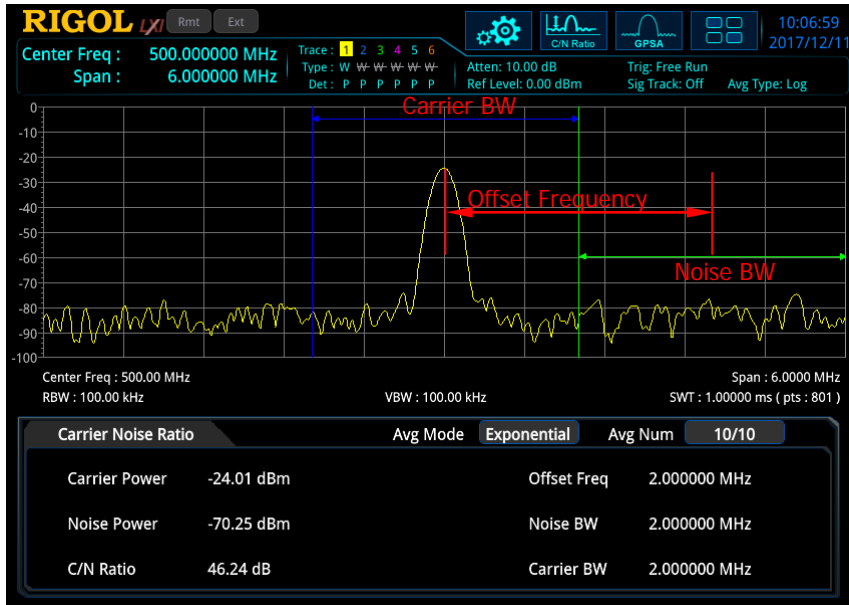 RIGOL LXI Rmt Ext
C/N Ratio GPSA
10:06:59
2017/12/11
Center Freq : 500.000000 MHz
Span : 6.000000 MHz
Trace : 1 2 3 4 5 6
Type : W W W W W W
Det : P P P P P P
Atten: 10.00 dB
Ref Level: 0.00 dBm
Trig: Free Run
Sig Track: Off Avg Type: Log
Carrier BW
Offset Frequency
Noise BW
0
-10
-20
-30
-40
-50
-60
-70
-80
-90
-100
Center Freq : 500.00 MHz Span : 6.0000 MHz
RBW : 100.00 kHz VBW : 100.00 kHz SWT : 1.00000 ms ( pts : 801 )
Carrier Noise Ratio Avg Mode Exponential Avg Num 10/10
Carrier Power -24.01 dBm Offset Freq 2.000000 MHz
Noise Power -70.25 dBm Noise BW 2.000000 MHz
C/N Ratio 46.24 dB Carrier BW 2.000000 MHz